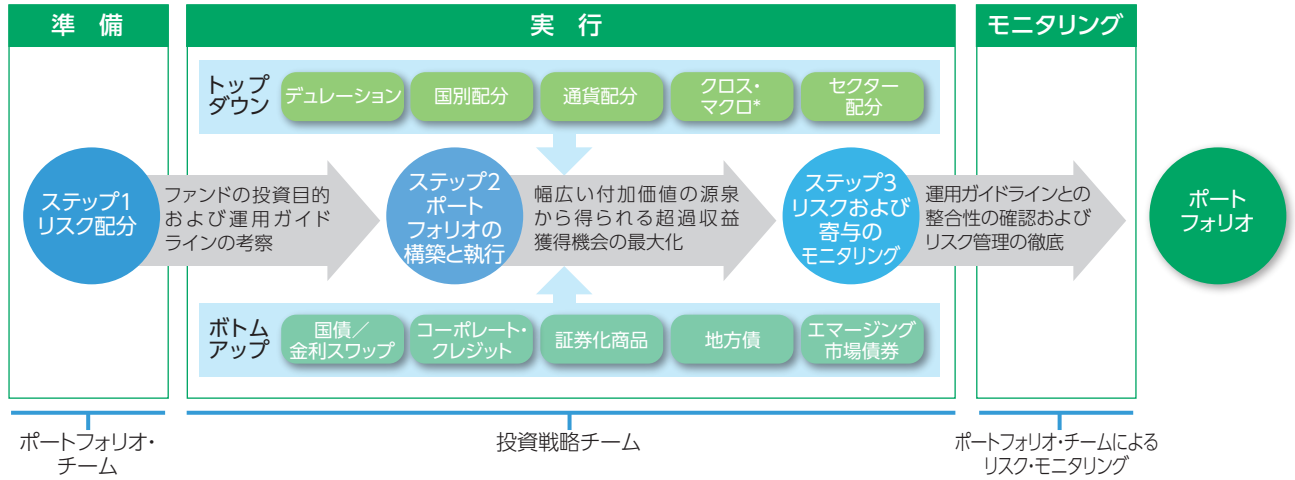 準 備
実 行
モニタリング
トップ
ダウン
デュレーション
国別配分
通貨配分
クロス・
マクロ*
セクター
配分
ステップ1
リスク配分
ファンドの投資目的
および運用ガイド
ラインの考察
ステップ2
ポート
フォリオの
構築と執行
幅広い付加価値の源泉
から得られる超過収益
獲得機会の最大化
ステップ3
リスクおよび
寄与の
モニタリング
運用ガイドラインとの
整合性の確認および
リスク管理の徹底
ポート
フォリオ
ボトム
アップ
国債／
金利スワップ
コーポレート・
クレジット
証券化商品
地方債
エマージング
市場債券
ポートフォリオ・
チーム
投資戦略チーム
ポートフォリオ・チームによる
リスク・モニタリング